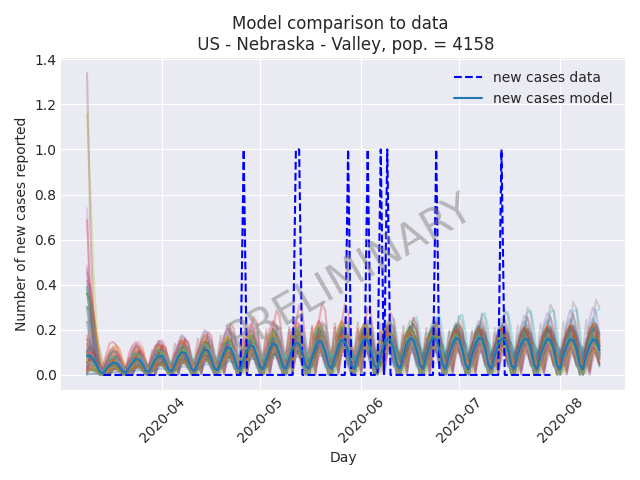 Model comparison to data
US - Nebraska - Valley, pop. = 4158
new cases data
new cases model
PRELIMINARY
Number of new cases reported
1.4
1.2
1.0
0.8
0.6
0.4
0.2
0.0
2020-04
2020-05
2020-06
2020-07
2020-08
Day